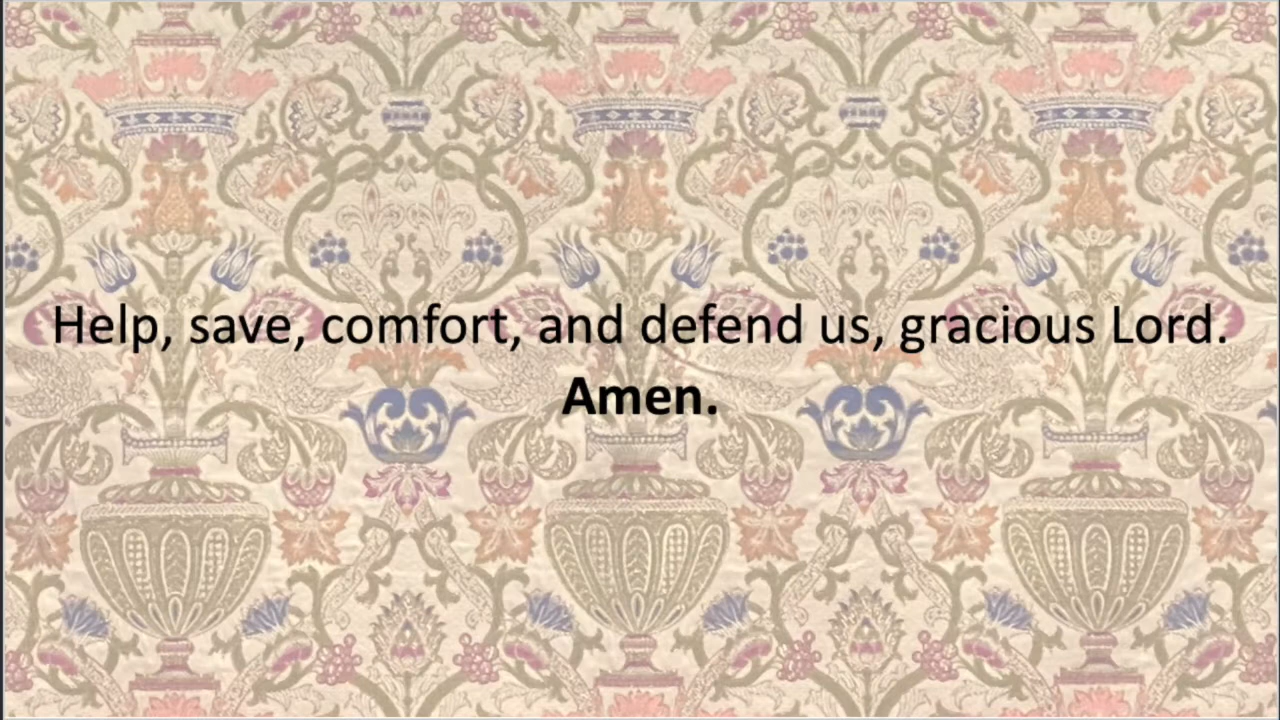 Help, save, comfort, and defend us, gracious Lord.
Amen.